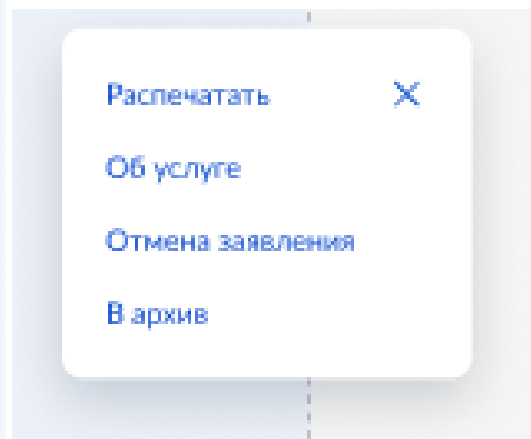 Распечатать
Об услуге
Отмена заявления
В архив